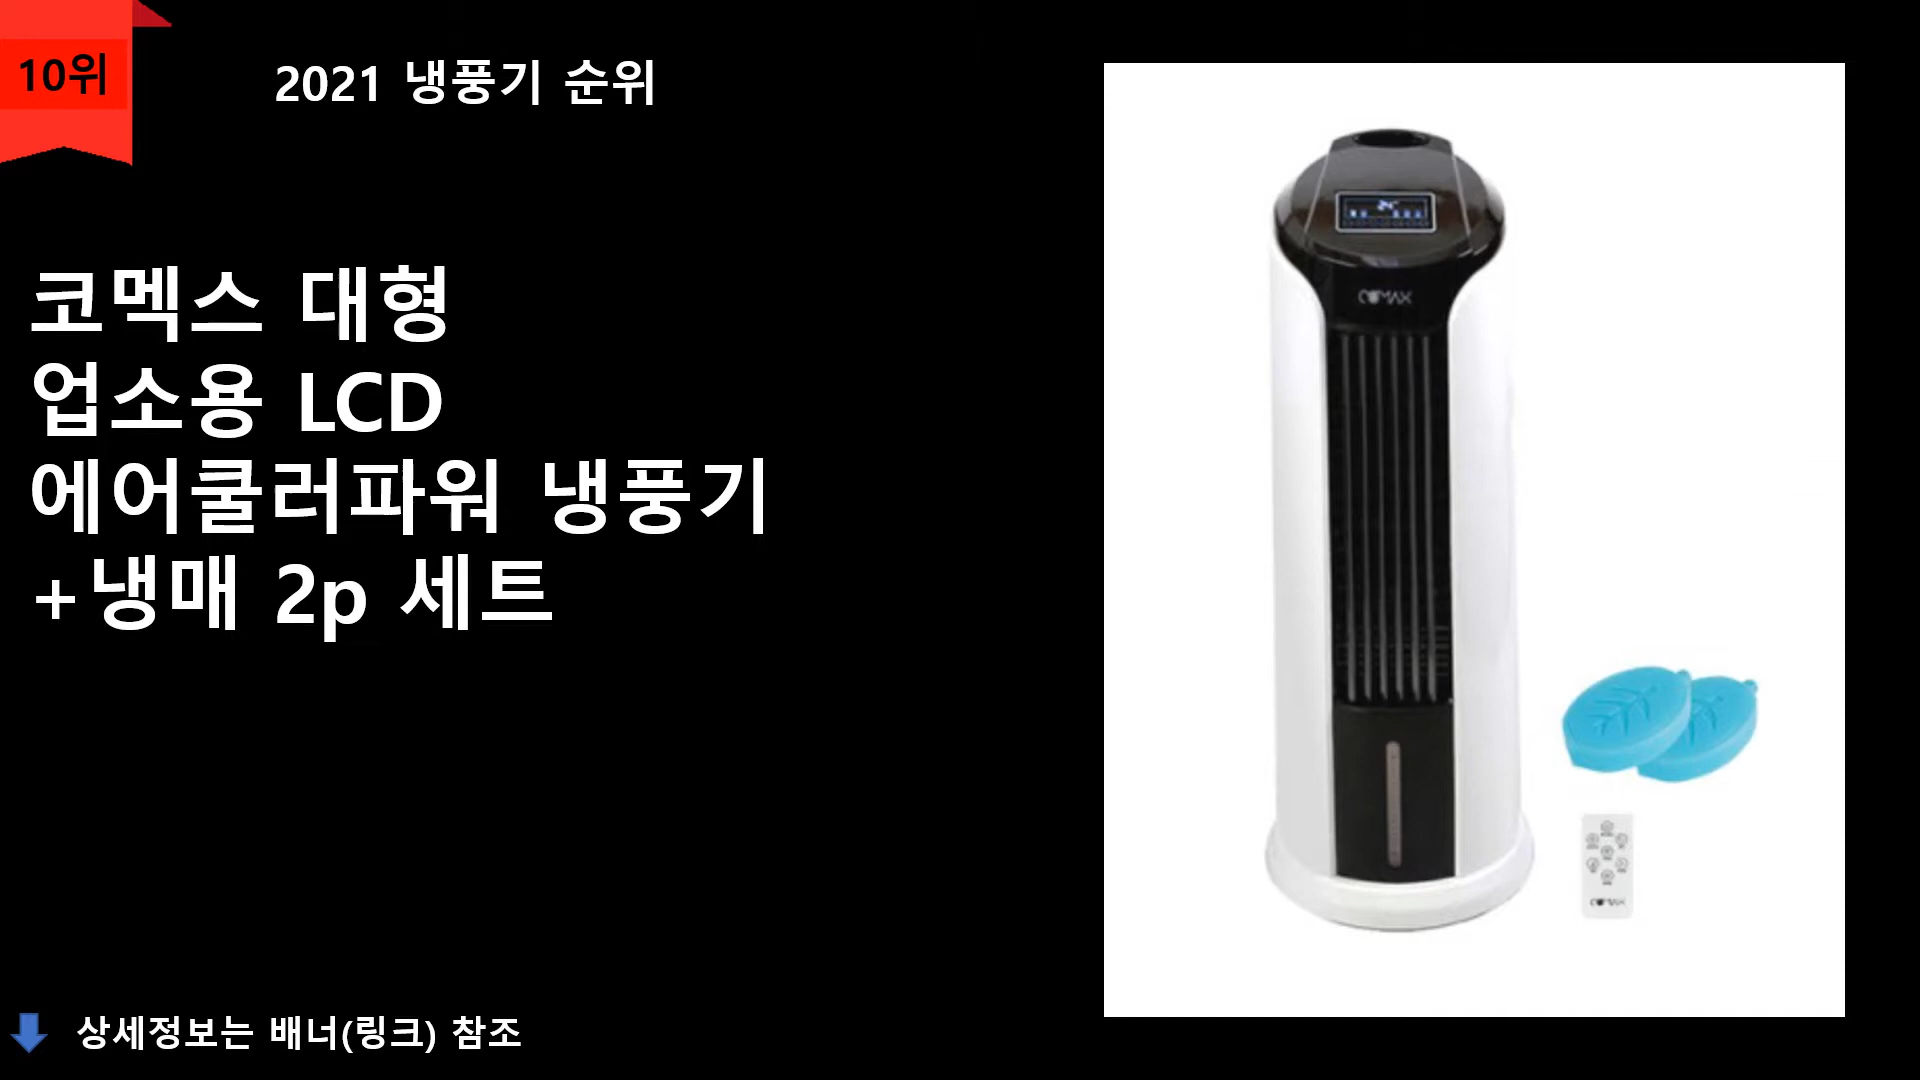 10위
2021 냉풍기 순위
코멕스 대형
업소용 LCD
에어쿨러파워 냉풍기
+냉매 2p 세트
COMAX
상세정보는 배너(링크) 참조